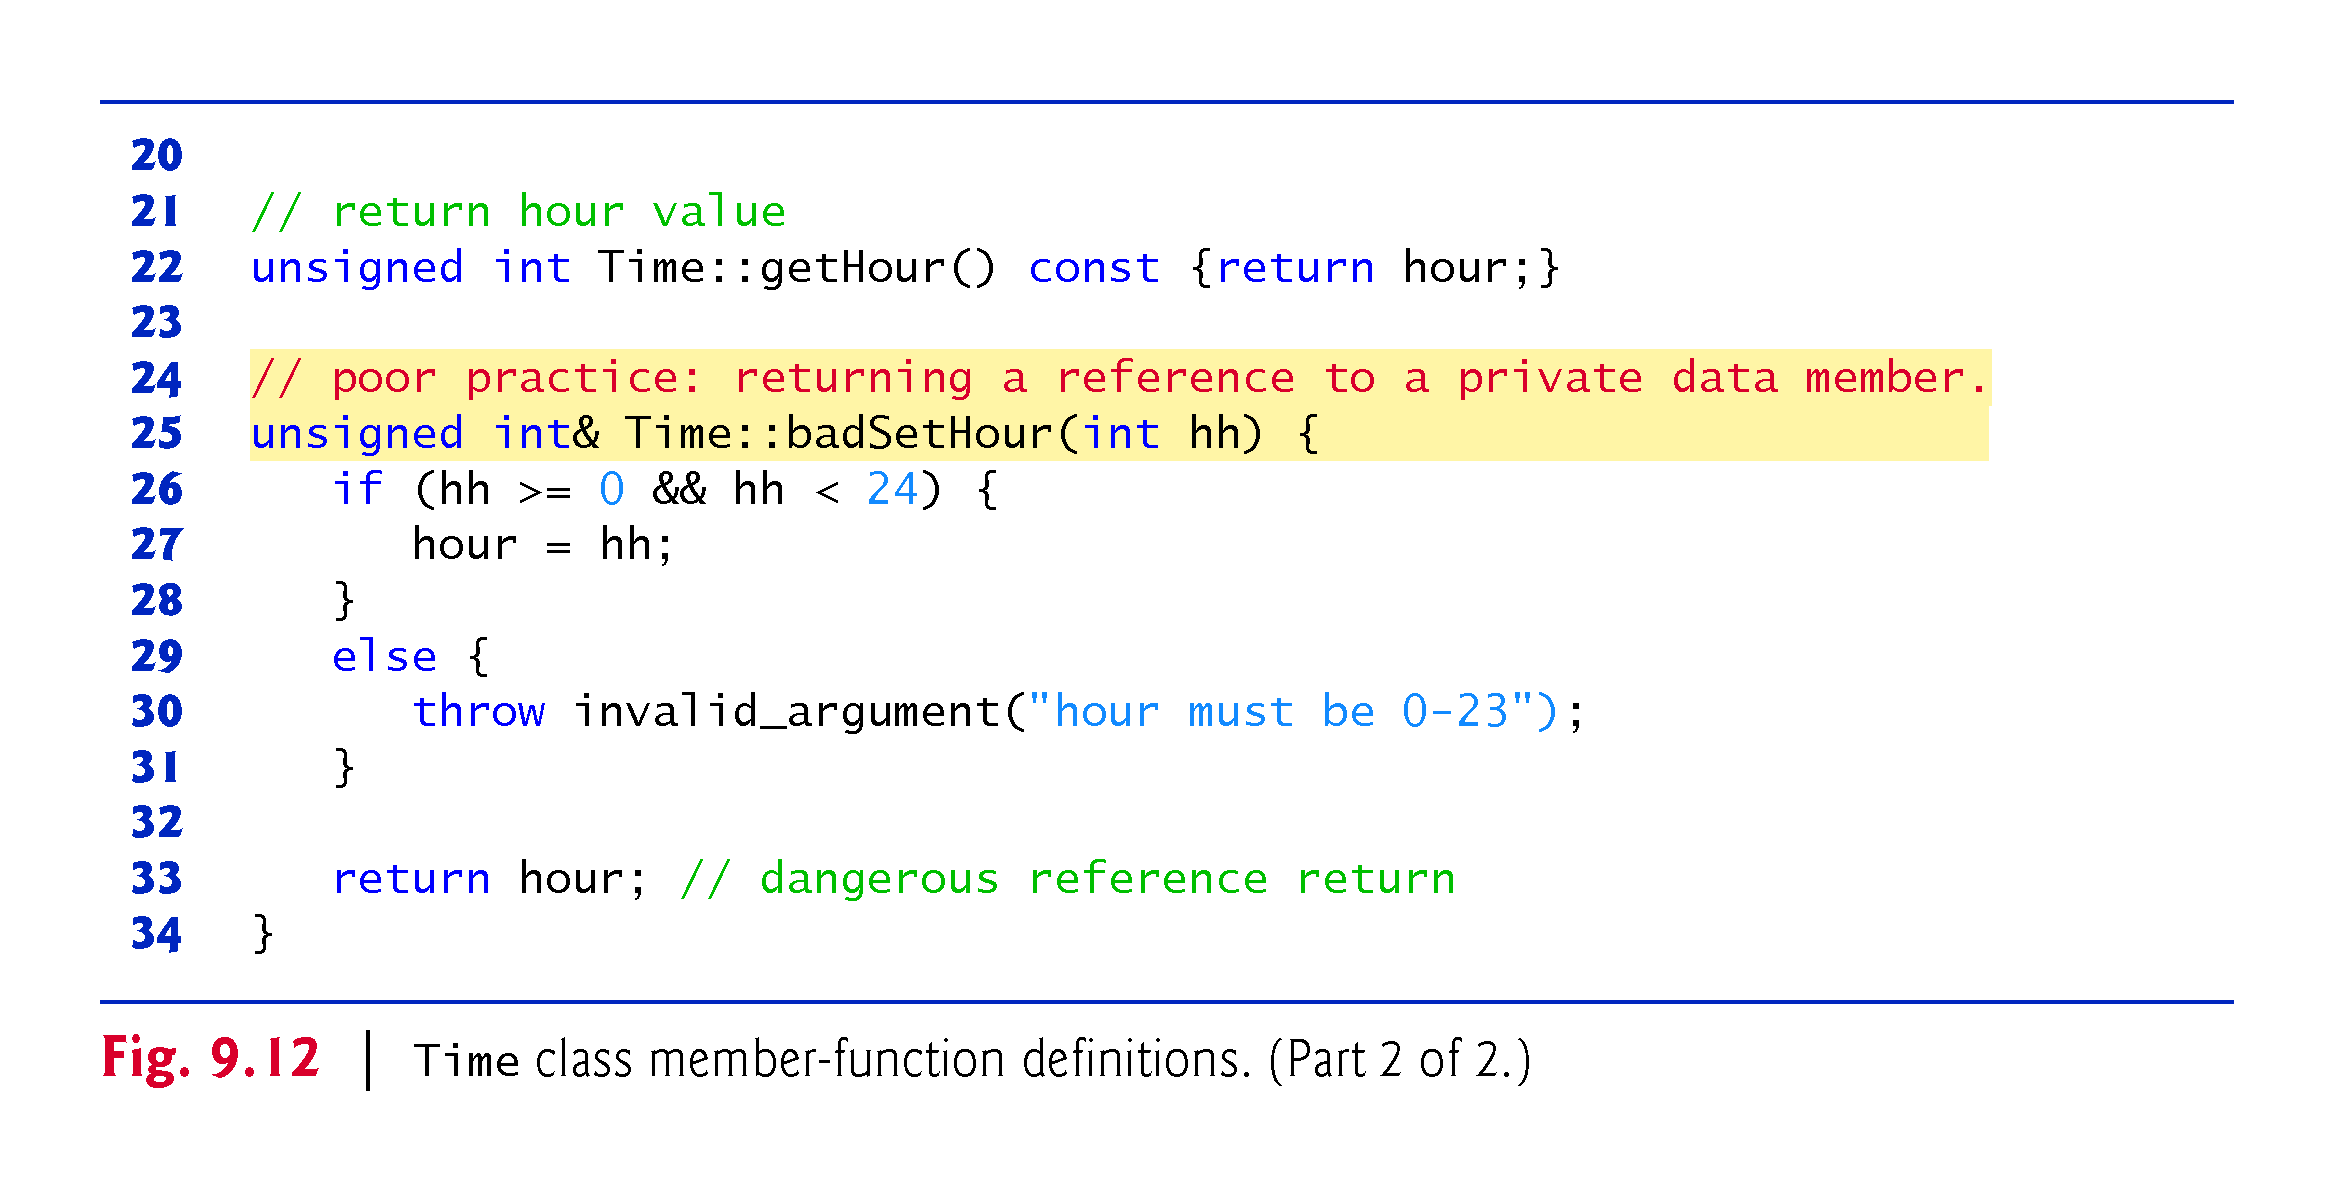 20
21 // return hour value
22 unsigned int Time::getHour() const {return hour;}
23
24 // poor practice: returning a reference to a private data member.
25 unsigned int& Time::badSetHour(int hh) {
26    if (hh >= 0 && hh < 24) {
27       hour = hh;
28    }
29    else {
30       throw invalid_argument("hour must be 0-23");
31    }
32
33    return hour; // dangerous reference return
34 }
Fig. 9.12 | Time class member-function definitions. (Part 2 of 2.)